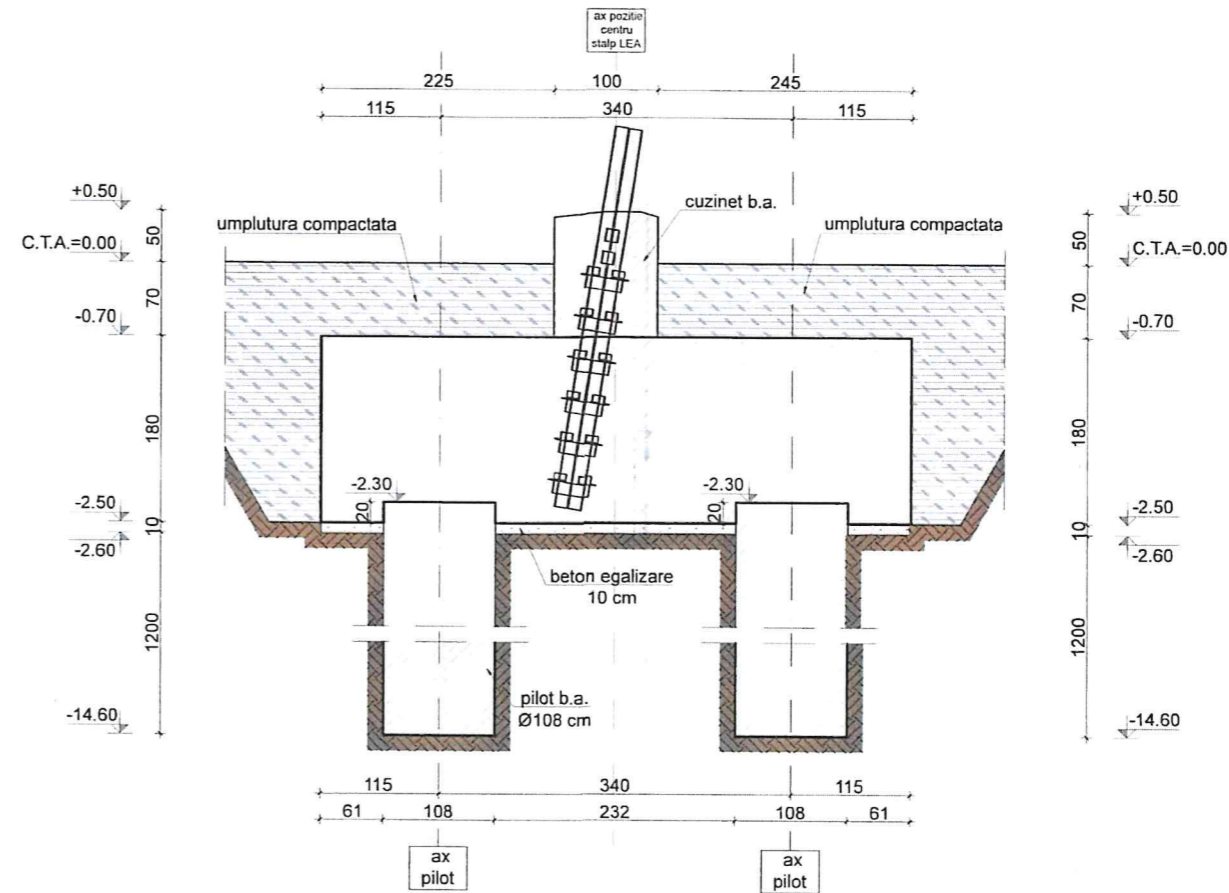 ax pozitie
centru
stalp LEA
225 100 245
115 340 115
+0.50
cuzinet b.a.
+0.50
umplutura compactata
umplutura compactata
50
50
C.T.A.=0.00
C.T.A.=0.00
70
70
-0.70
-0.70
180
180
-2.30
-2.30
20
20
-2.50
-2.50
10
10
-2.60
-2.60
beton egalizare
10 cm
1200
1200
pilot b.a.
Ø108 cm
-14.60
-14.60
115 340 115
61 108 232 108 61
ax
pilot
ax
pilot